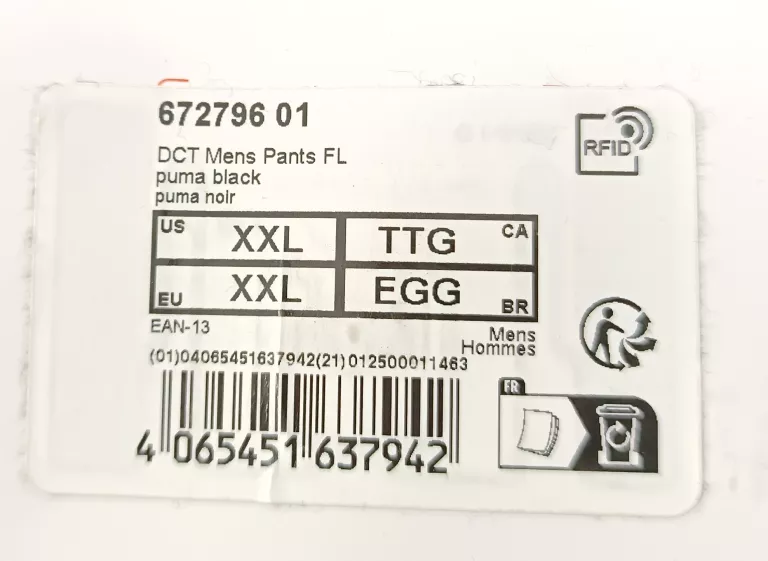 672796 01
RFID
DCT Mens Pants FL
puma black
puma noir
US XXL TTG CA
EU XXL EGG BR
EAN-13
Mens
Hommes
(01)04065451637942(21)012500011463
FR
4 065451 637942